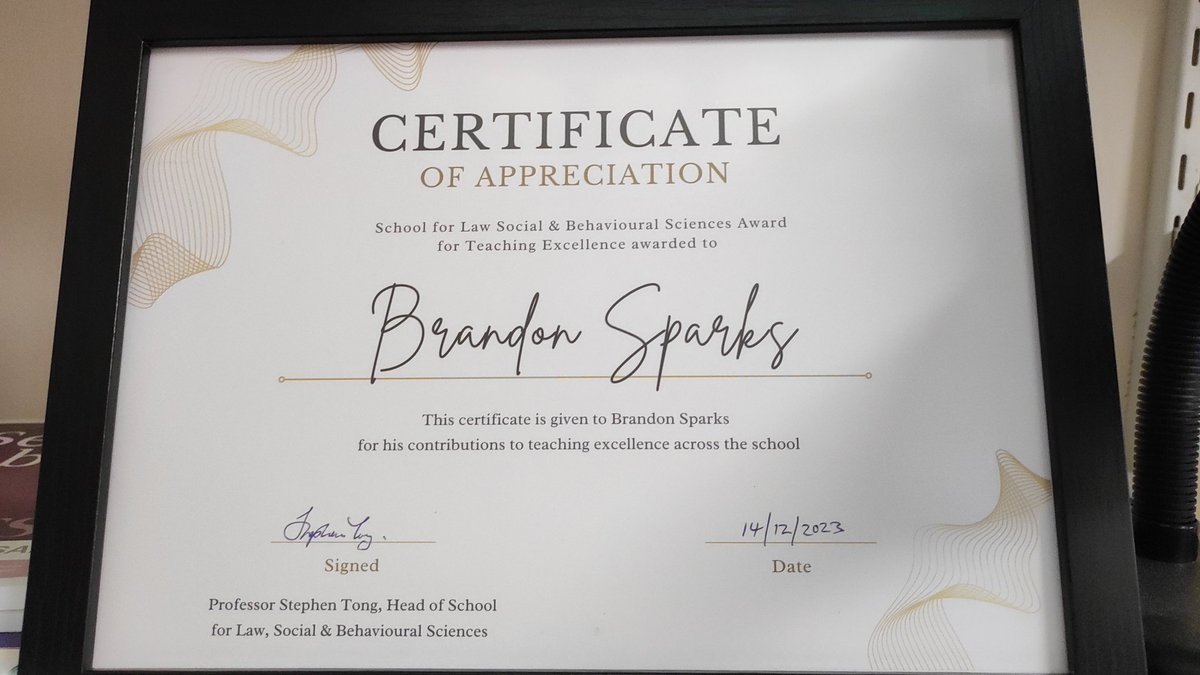 CERTIFICATE
OF APPRECIATION
School for Law Social & Behavioural Sciences Award
for Teaching Excellence awarded to
Brandon Sparks
This certificate is given to Brandon Sparks
for his contributions to teaching excellence across the school
Stephen Tong.
14/12/2023
Signed
Date
Professor Stephen Tong, Head of School
for Law, Social & Behavioural Sciences